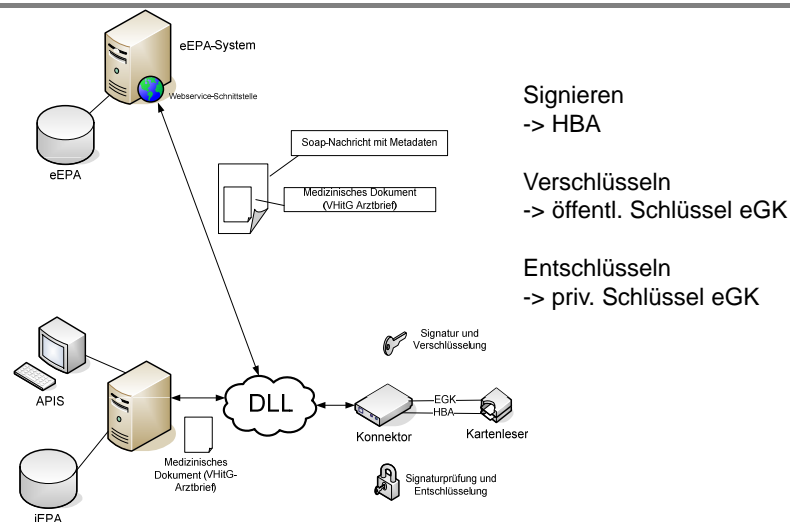 eEPA-System
Webservice-Schnittstelle
eEPA
Soap-Nachricht mit Metadaten
Medizinisches Dokument
(VHitG Arztbrief)
Signieren
-> HBA
Verschlüsseln
-> öffentl. Schlüssel eGK
Entschlüsseln
-> priv. Schlüssel eGK
APIS
iEPA
Medizinisches
Dokument (VHitG-
Arztbrief)
DLL
Signatur und
Verschlüsselung
EGK
HBA
Konnektor
Kartenleser
Signaturprüfung und
Entschlüsselung